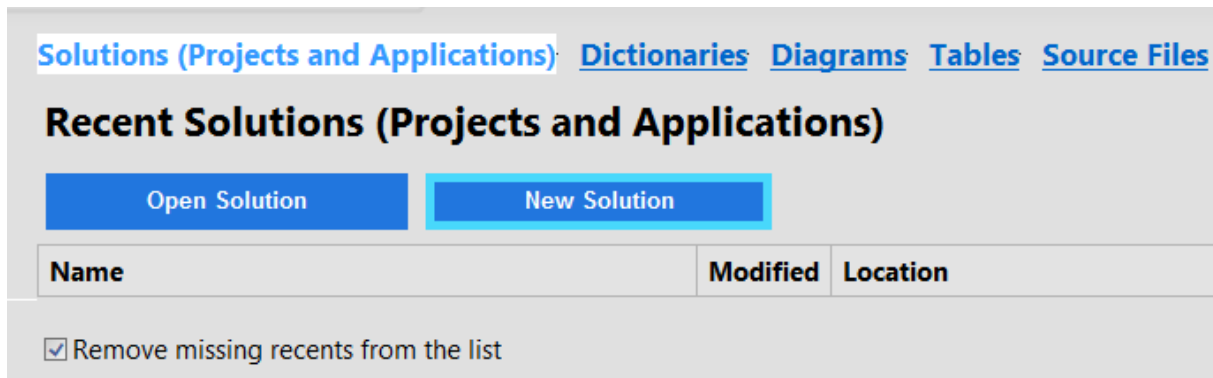 Solutions (Projects and Applications) Dictionaries Diagrams Tables Source Files
Recent Solutions (Projects and Applications)
Open Solution New Solution
Name Modified Location
Remove missing recents from the list